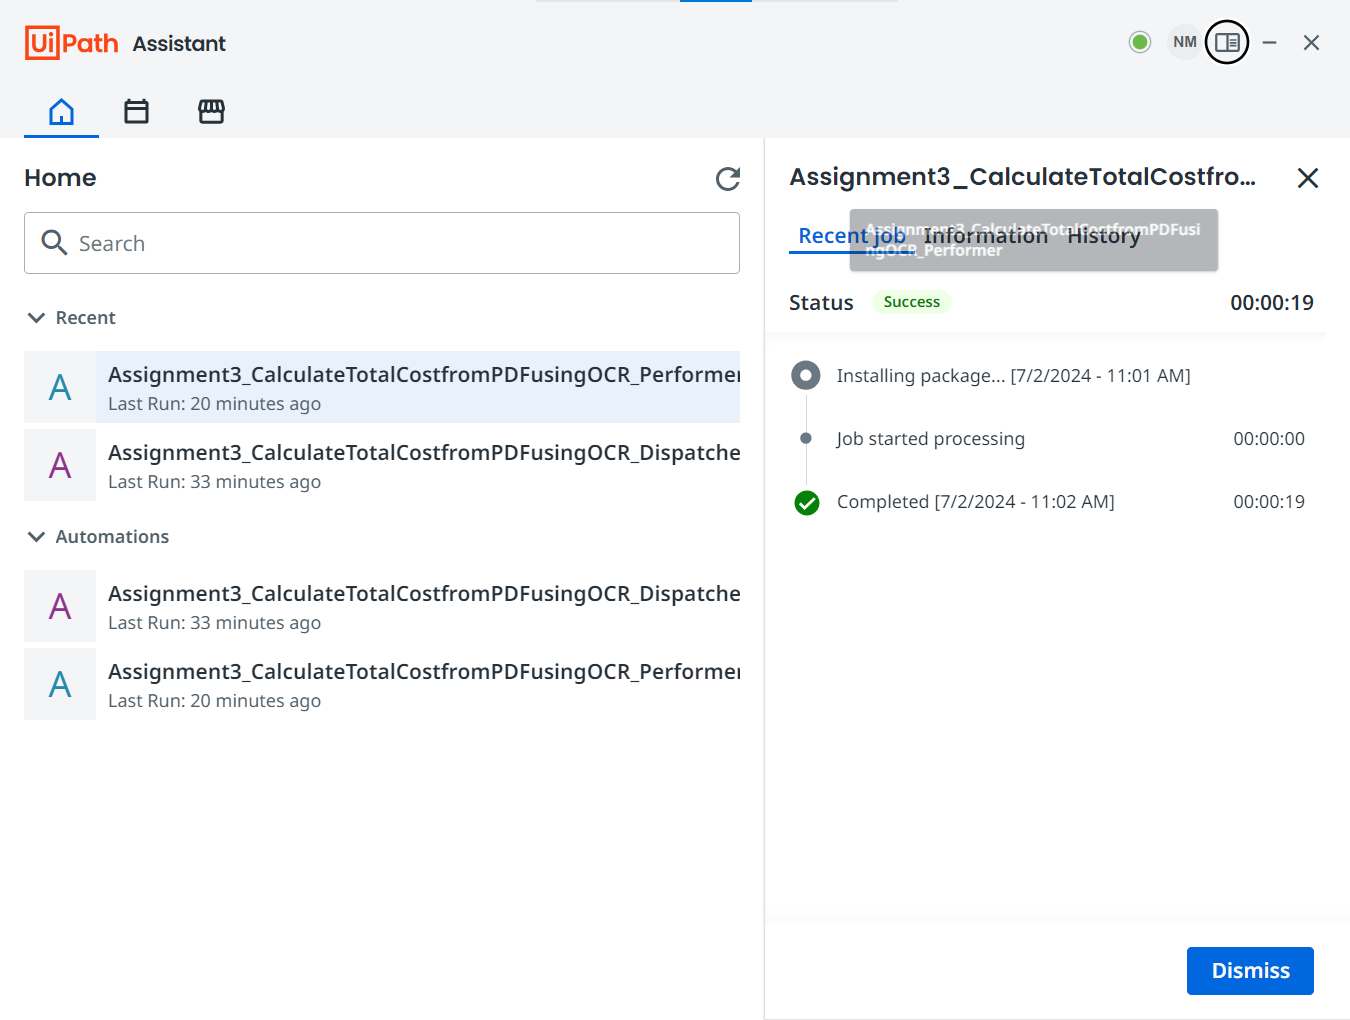 UiPath Assistant
NM
Home
Search
Recent
A
Assignment3_CalculateTotalCostfromPDFusingOCR_Performer
Last Run: 20 minutes ago
A
Assignment3_CalculateTotalCostfromPDFusingOCR_Dispatche
Last Run: 33 minutes ago
Automations
A
Assignment3_CalculateTotalCostfromPDFusingOCR_Dispatche
Last Run: 33 minutes ago
A
Assignment3_CalculateTotalCostfromPDFusingOCR_Performer
Last Run: 20 minutes ago
Assignment3_CalculateTotalCostfro...
Recent job Information History
Assignment3_CalculateTotalCostfromPDFusi
ngOCR_Performer
Status Success 00:00:19
Installing package... [7/2/2024 - 11:01 AM]
Job started processing 00:00:00
Completed [7/2/2024 - 11:02 AM] 00:00:19
Dismiss